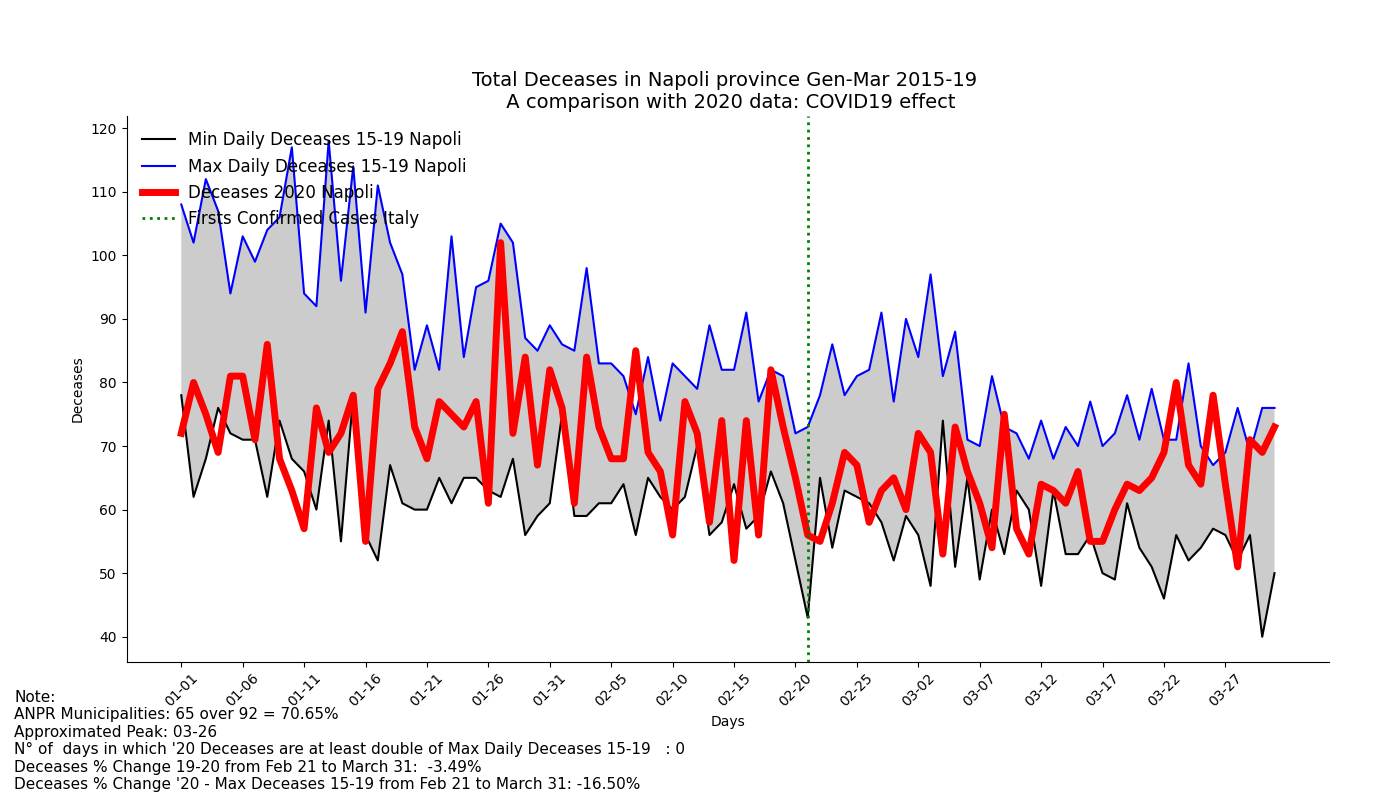 Total Deceases in Napoli province Gen-Mar 2015-19
A comparison with 2020 data: COVID19 effect
Min Daily Deceases 15-19 Napoli
Max Daily Deceases 15-19 Napoli
Deceases 2020 Napoli
Firsts Confirmed Cases Italy
120
110
100
90
80
70
60
50
40
Deceases
01-01
01-06
01-11
01-16
01-21
01-26
01-31
02-05
02-10
02-15
02-20
02-25
03-02
03-07
03-12
03-17
03-22
03-27
Days
Note:
ANPR Municipalities: 65 over 92 = 70.65%
Approximated Peak: 03-26
N° of  days in which '20 Deceases are at least double of Max Daily Deceases 15-19   : 0
Deceases % Change 19-20 from Feb 21 to March 31:  -3.49%
Deceases % Change '20 - Max Deceases 15-19 from Feb 21 to March 31: -16.50%